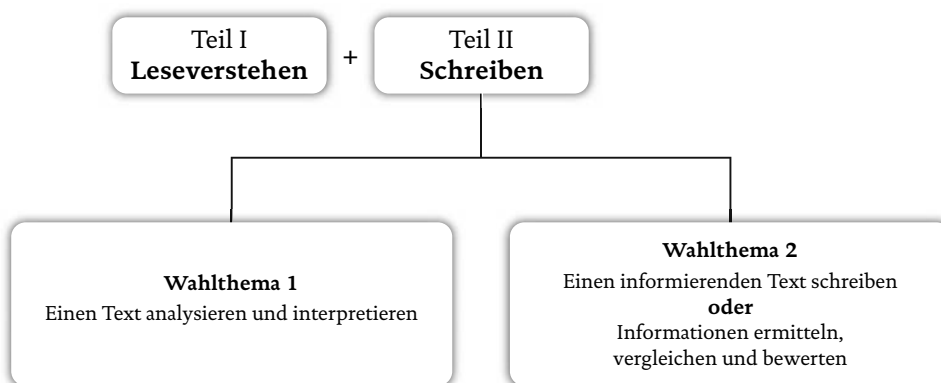 Teil I
Leseverstehen
+
Teil II
Schreiben
Wahlthema 1
Einen Text analysieren und interpretieren
Wahlthema 2
Einen informierenden Text schreiben
oder
Informationen ermitteln,
vergleichen und bewerten